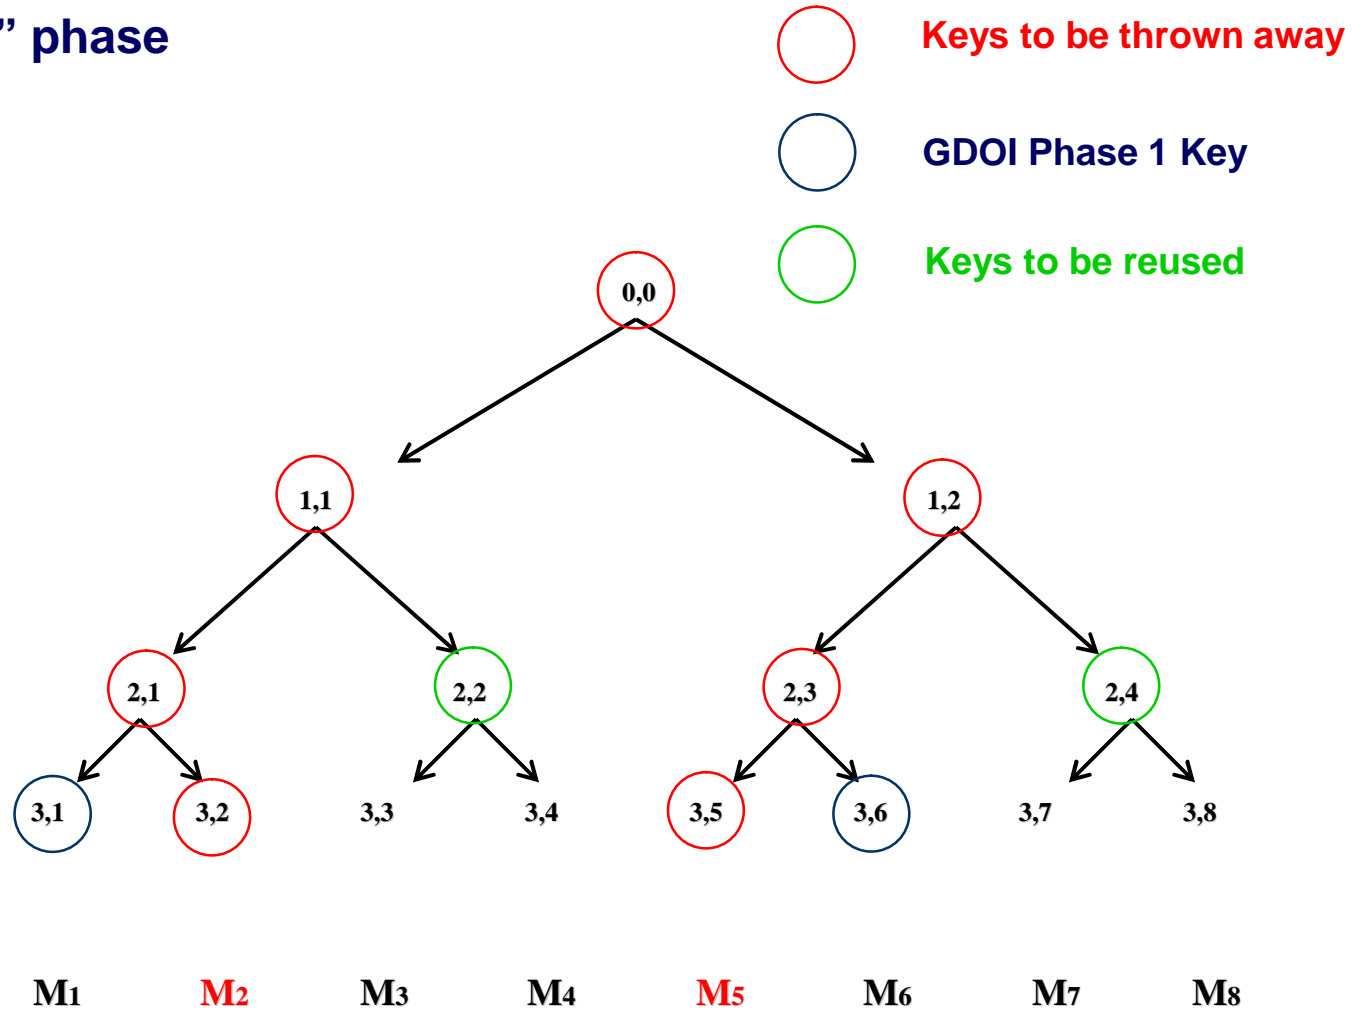 ” phase
Keys to be thrown away
GDOI Phase 1 Key
Keys to be reused
0,0
1,1 1,2
2,1 2,2 2,3 2,4
3,1 3,2 3,3 3,4 3,5 3,6 3,7 3,8
M1 M2 M3 M4 M5 M6 M7 M8